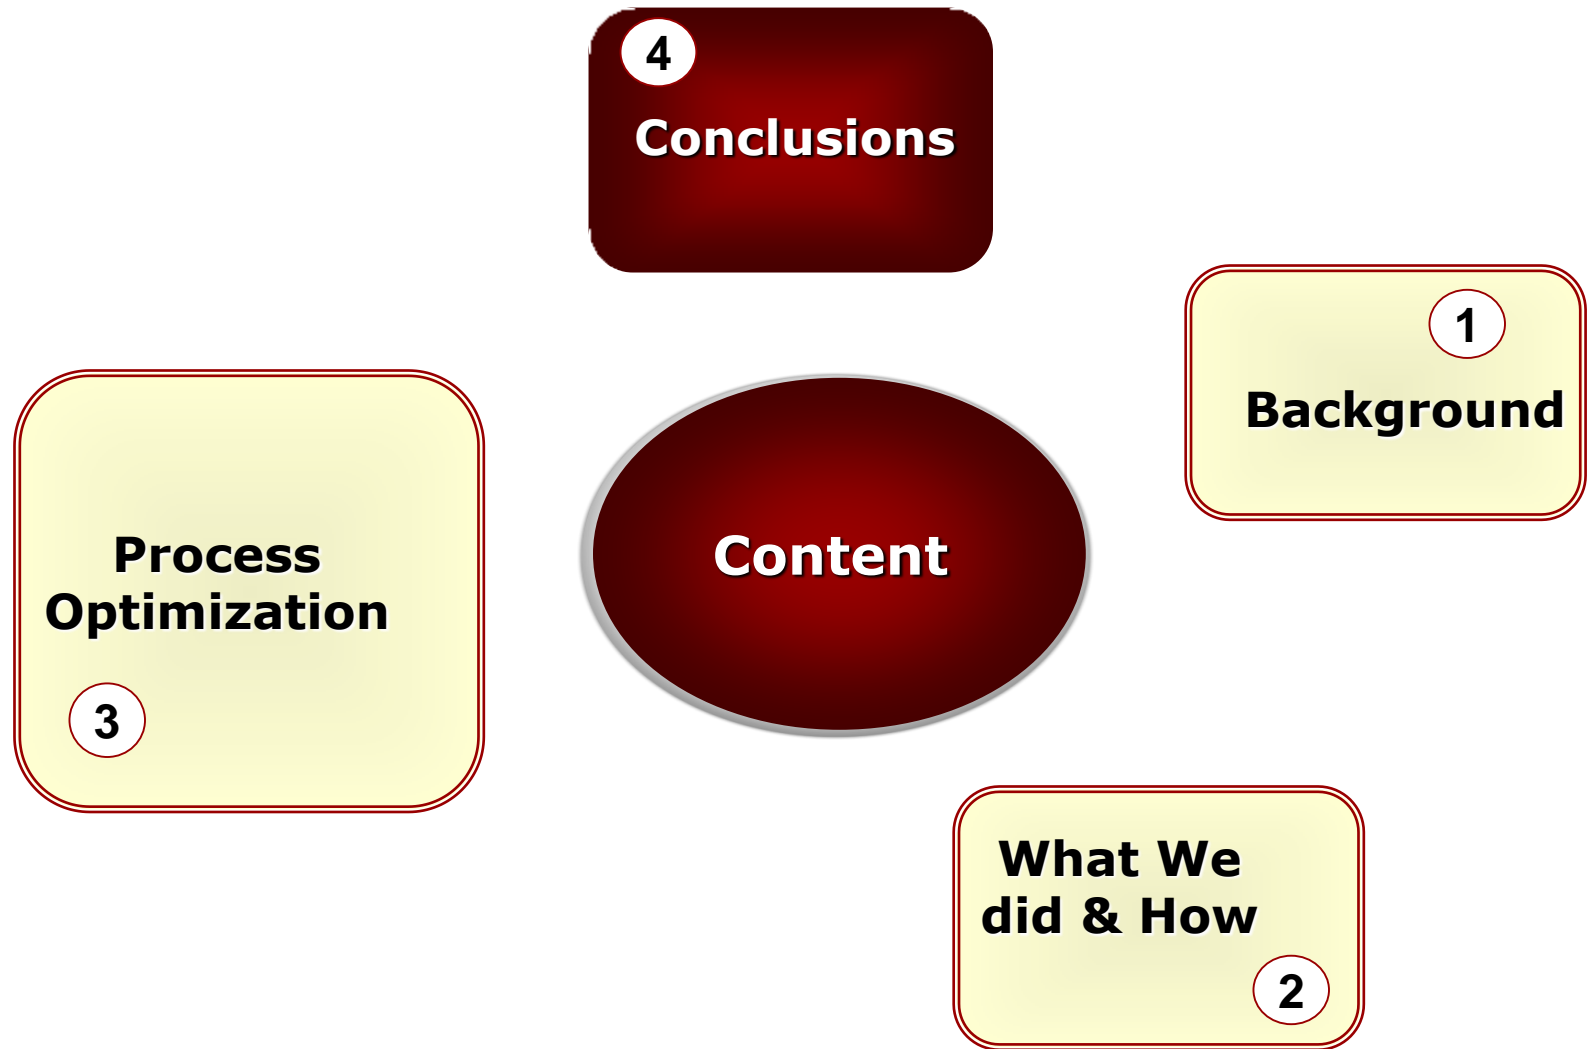 4
Conclusions
1
Background
Content
Process
Optimization
3
What We
did & How
2